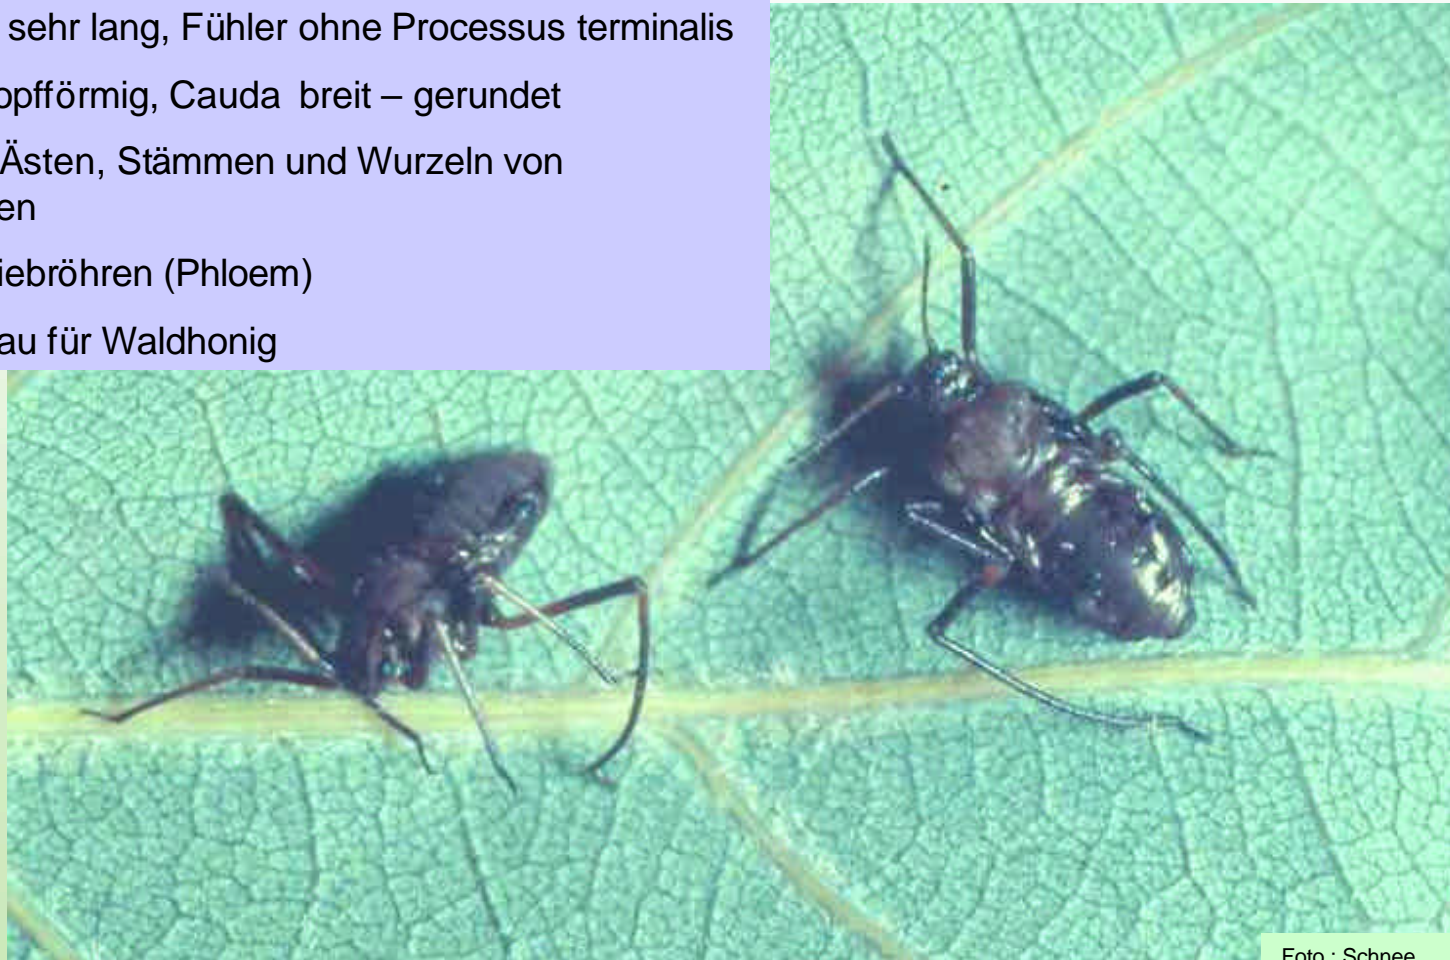 sehr lang, Fühler ohne Processus terminalis
opfförmig, Cauda breit – gerundet
Ästen, Stämmen und Wurzeln von
en
iebröhren (Phloem)
au für Waldhonig
Foto : Schnee